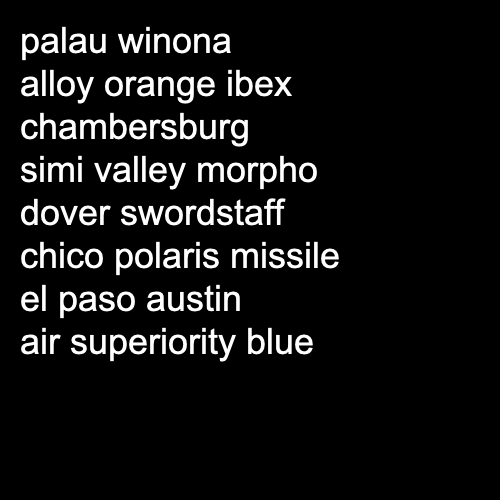 palau winona
alloy orange ibex
chambersburg
simi valley morpho
dover swordstaff
chico polaris missile
el paso austin
air superiority blue